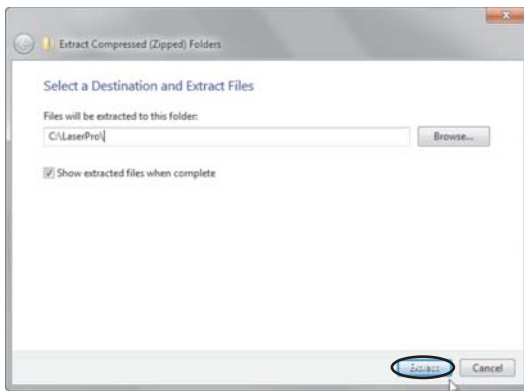 Extract Compressed (Zipped) Folders
Select a Destination and Extract Files
Files will be extracted to this folder:
C:\LaserPro\
Browse...
Show extracted files when complete
Extract
Cancel